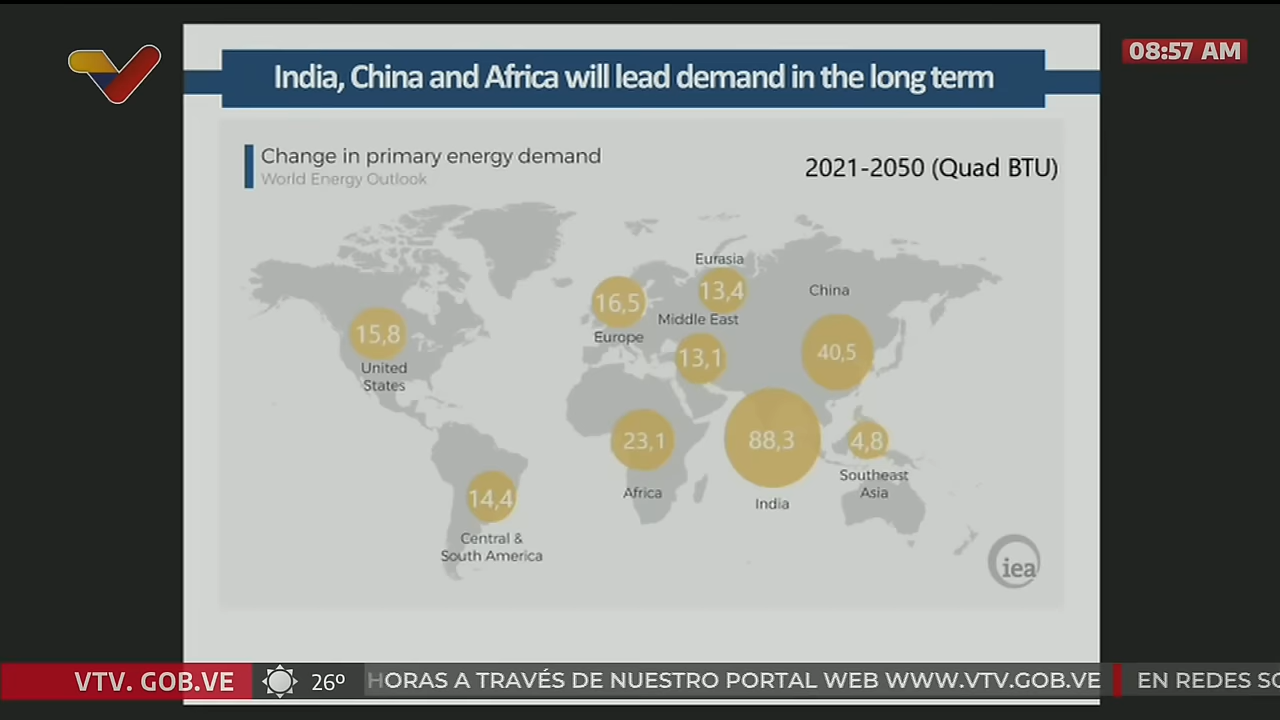 08:57 AM
India, China and Africa will lead demand in the long term
Change in primary energy demand
World Energy Outlook
2021-2050 (Quad BTU)
Eurasia
13,4
China
16,5
Europe
Middle East
13,1
15,8
United
States
40,5
23,1
Africa
88,3
India
4,8
Southeast
Asia
14,4
Central &
South America
iea
VTV. GOB.VE
26º
HORAS A TRAVÉS DE NUESTRO PORTAL WEB WWW.VTV.GOB.VE
EN REDES SO